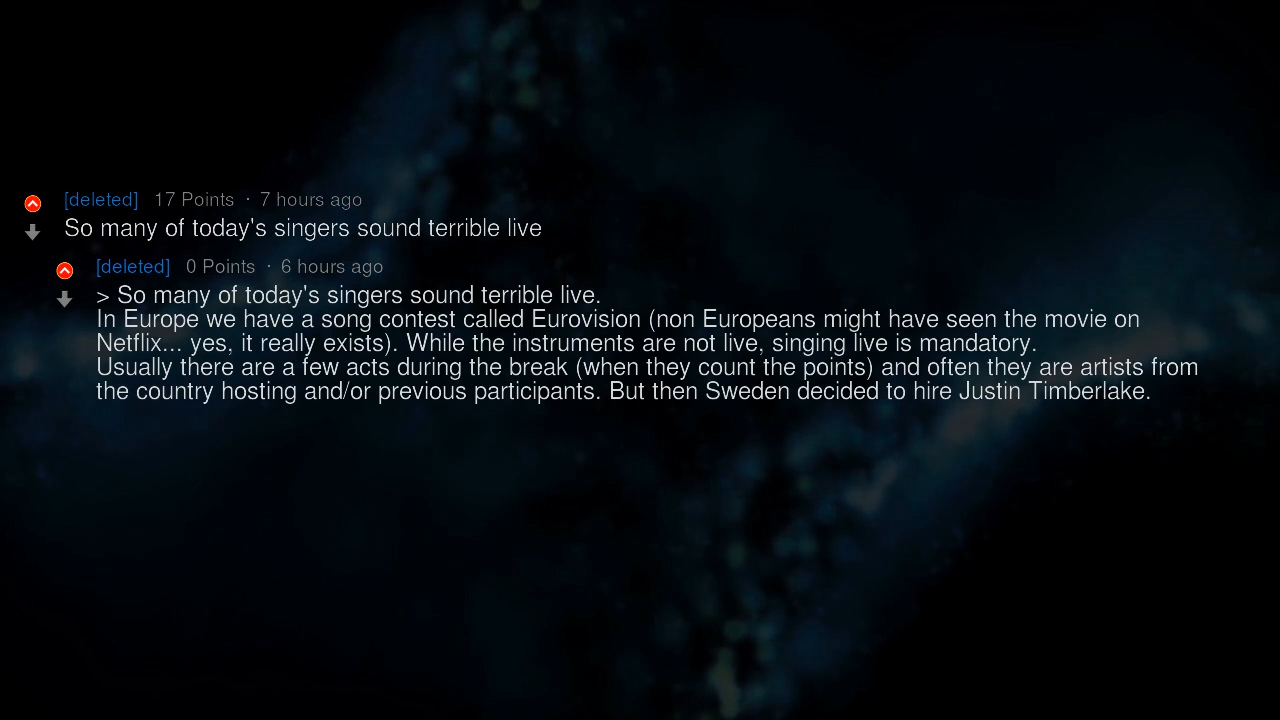 [deleted] 17 Points · 7 hours ago
So many of today's singers sound terrible live
[deleted] 0 Points · 6 hours ago
> So many of today's singers sound terrible live.
In Europe we have a song contest called Eurovision (non Europeans might have seen the movie on
Netflix... yes, it really exists). While the instruments are not live, singing live is mandatory.
Usually there are a few acts during the break (when they count the points) and often they are artists from
the country hosting and/or previous participants. But then Sweden decided to hire Justin Timberlake.